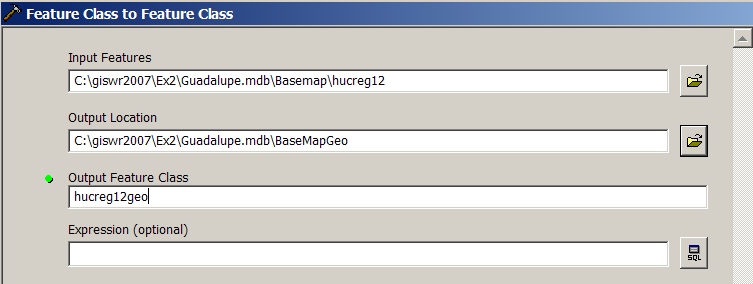 Feature Class to Feature Class
Input Features
C:\giswr2007\Ex2\Guadalupe.mdb\Basemap\hucreg12
Output Location
C:\giswr2007\Ex2\Guadalupe.mdb\BaseMapGeo
Output Feature Class
hucreg12geo
Expression (optional)
SQL